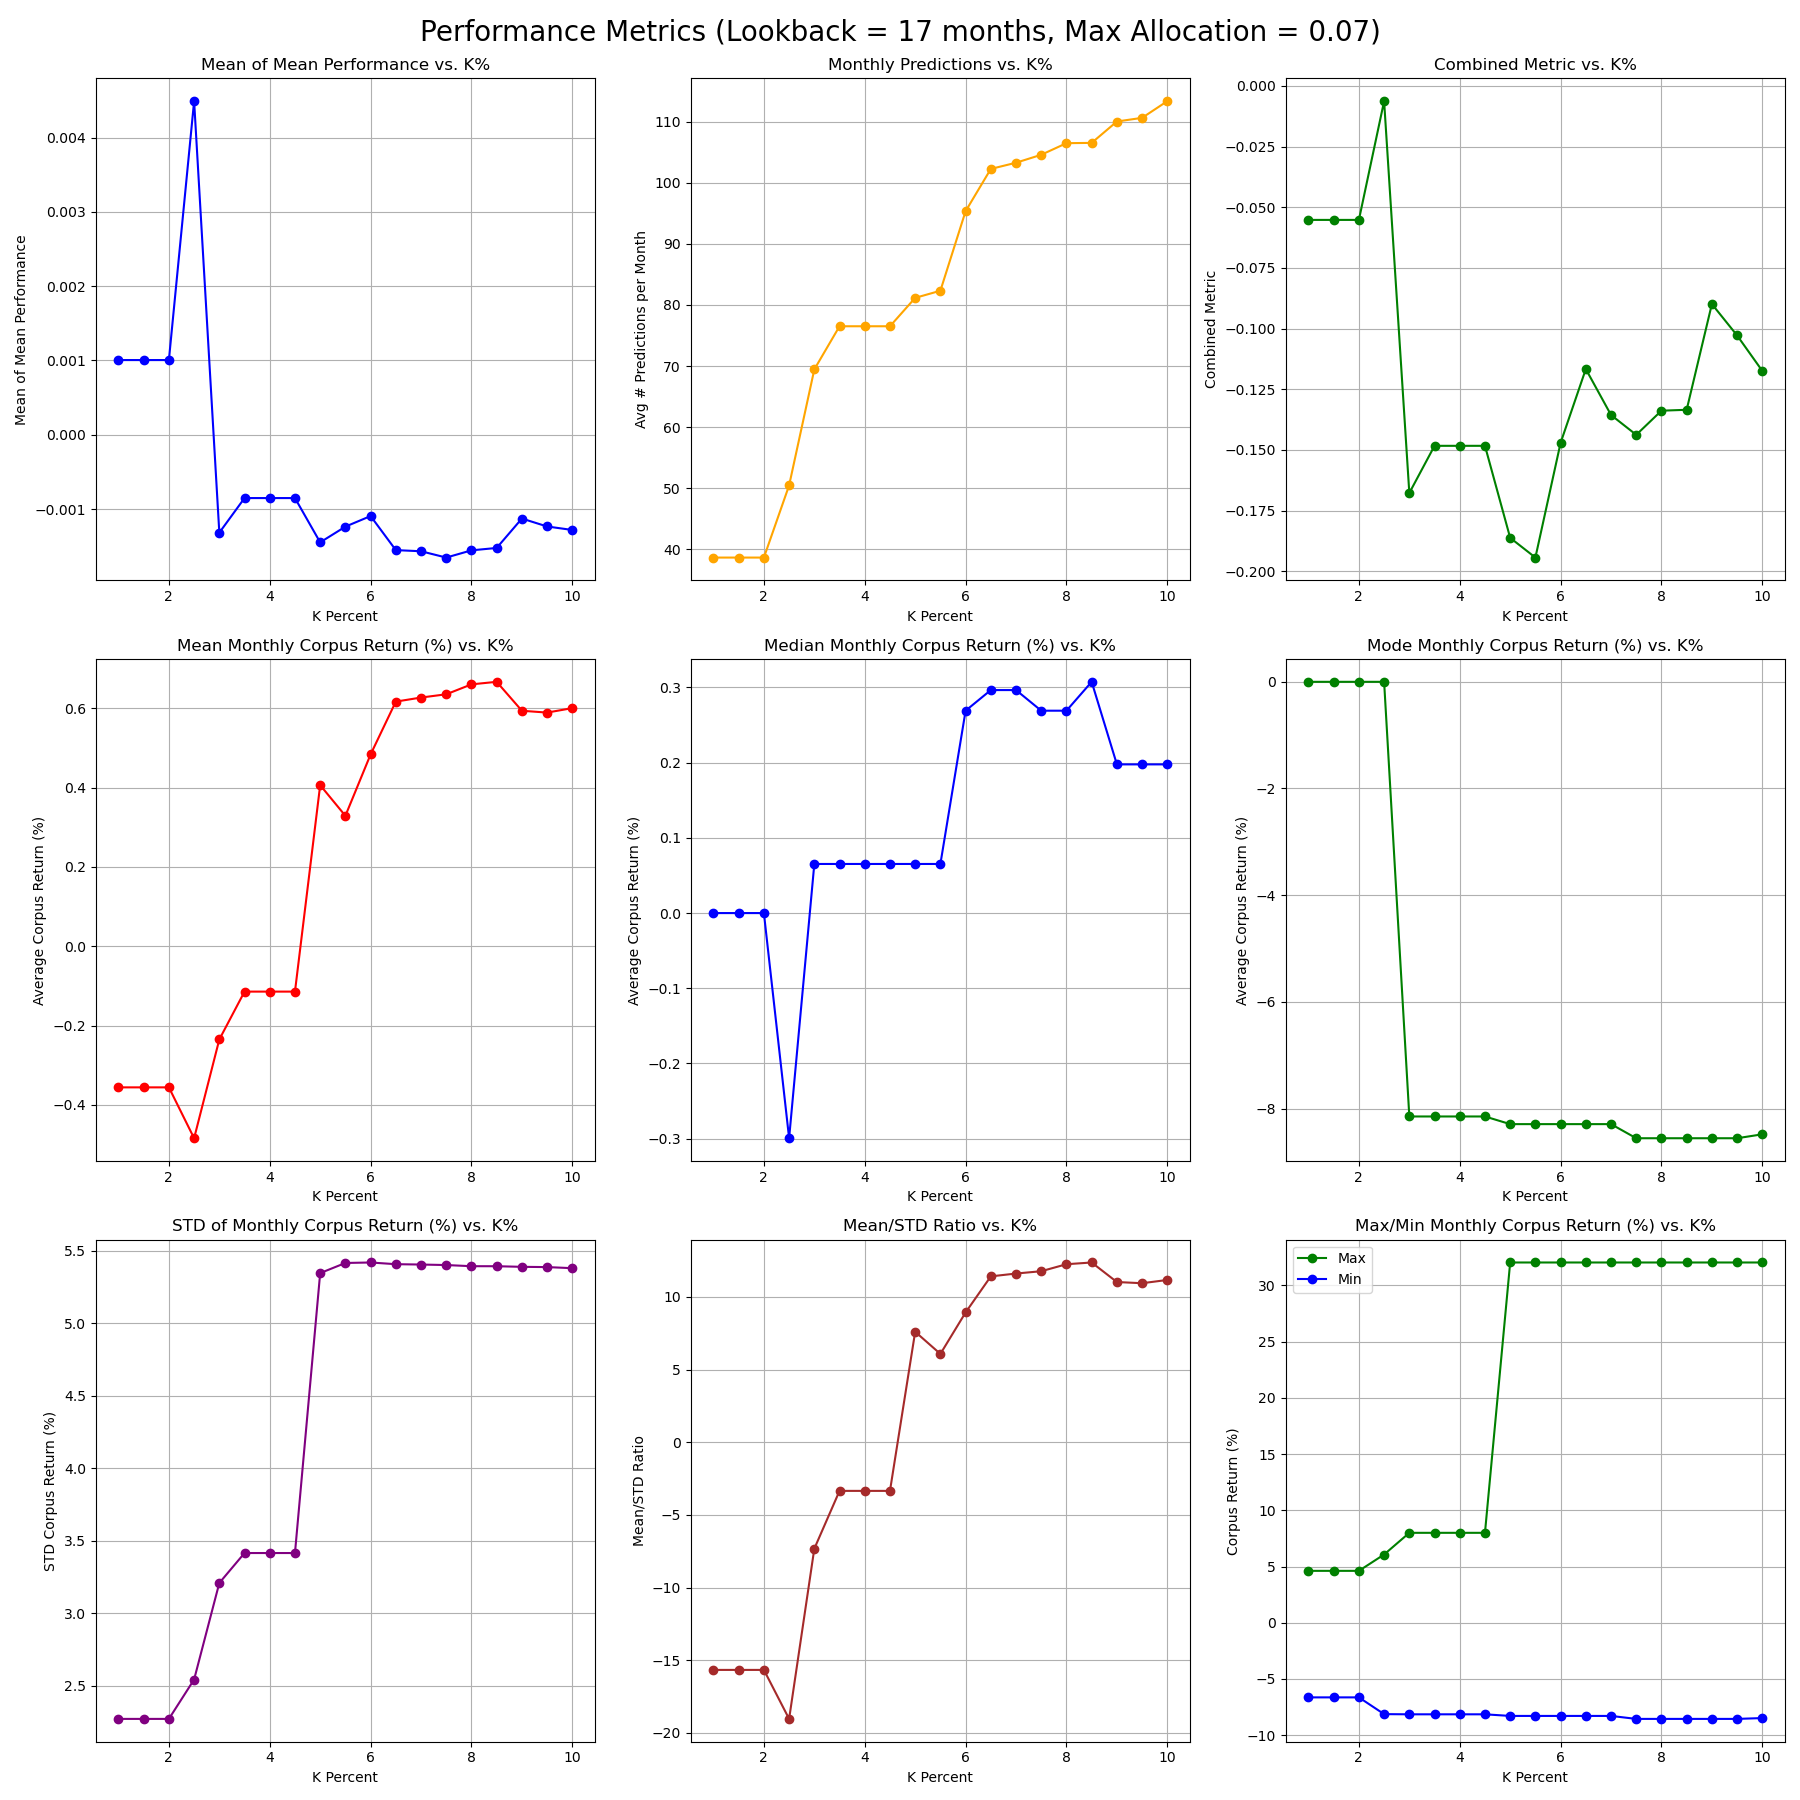 Performance Metrics (Lookback = 17 months, Max Allocation = 0.07)
Mean of Mean Performance vs. K%
Mean of Mean Performance
0.004
0.003
0.002
0.001
0.000
−0.001
2 4 6 8 10
K Percent
Monthly Predictions vs. K%
Avg # Predictions per Month
110
100
90
80
70
60
50
40
2 4 6 8 10
K Percent
Combined Metric vs. K%
Combined Metric
0.000
−0.025
−0.050
−0.075
−0.100
−0.125
−0.150
−0.175
−0.200
2 4 6 8 10
K Percent
Mean Monthly Corpus Return (%) vs. K%
Average Corpus Return (%)
0.6
0.4
0.2
0.0
−0.2
−0.4
2 4 6 8 10
K Percent
Median Monthly Corpus Return (%) vs. K%
Average Corpus Return (%)
0.3
0.2
0.1
0.0
−0.1
−0.2
−0.3
2 4 6 8 10
K Percent
Mode Monthly Corpus Return (%) vs. K%
Average Corpus Return (%)
0
−2
−4
−6
−8
2 4 6 8 10
K Percent
STD of Monthly Corpus Return (%) vs. K%
STD Corpus Return (%)
5.5
5.0
4.5
4.0
3.5
3.0
2.5
2 4 6 8 10
K Percent
Mean/STD Ratio vs. K%
Mean/STD Ratio
10
5
0
−5
−10
−15
−20
2 4 6 8 10
K Percent
Max/Min Monthly Corpus Return (%) vs. K%
Max
Min
Corpus Return (%)
30
25
20
15
10
5
0
−5
−10
2 4 6 8 10
K Percent